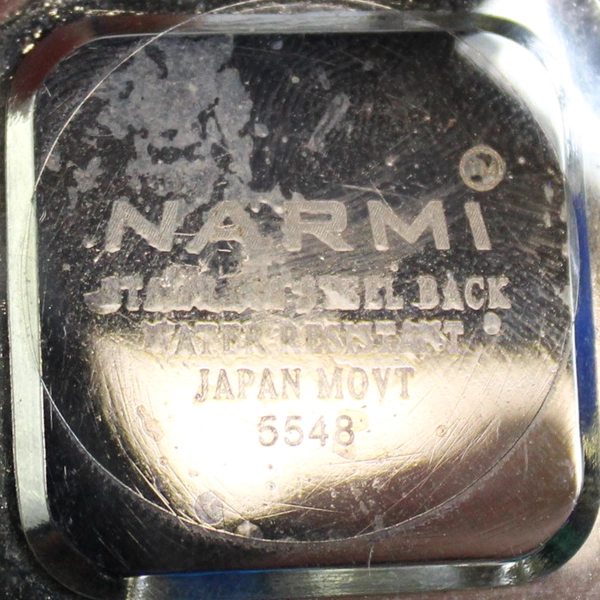 NARMI
STAINLESS STEEL BACK
WATER RESISTANT
JAPAN MOVT
5548